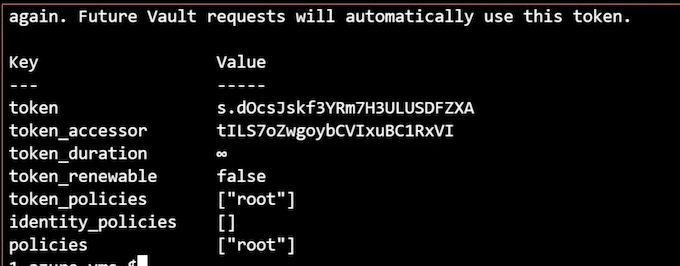 again. Future Vault requests will automatically use this token.
Key Value
--- -----
token s.dOcsJskf3YRm7H3ULUSDFZXA
token_accessor tILS7oZwgoybCVIxuBC1RxVI
token_duration ∞
token_renewable false
token_policies ["root"]
identity_policies []
policies ["root"]